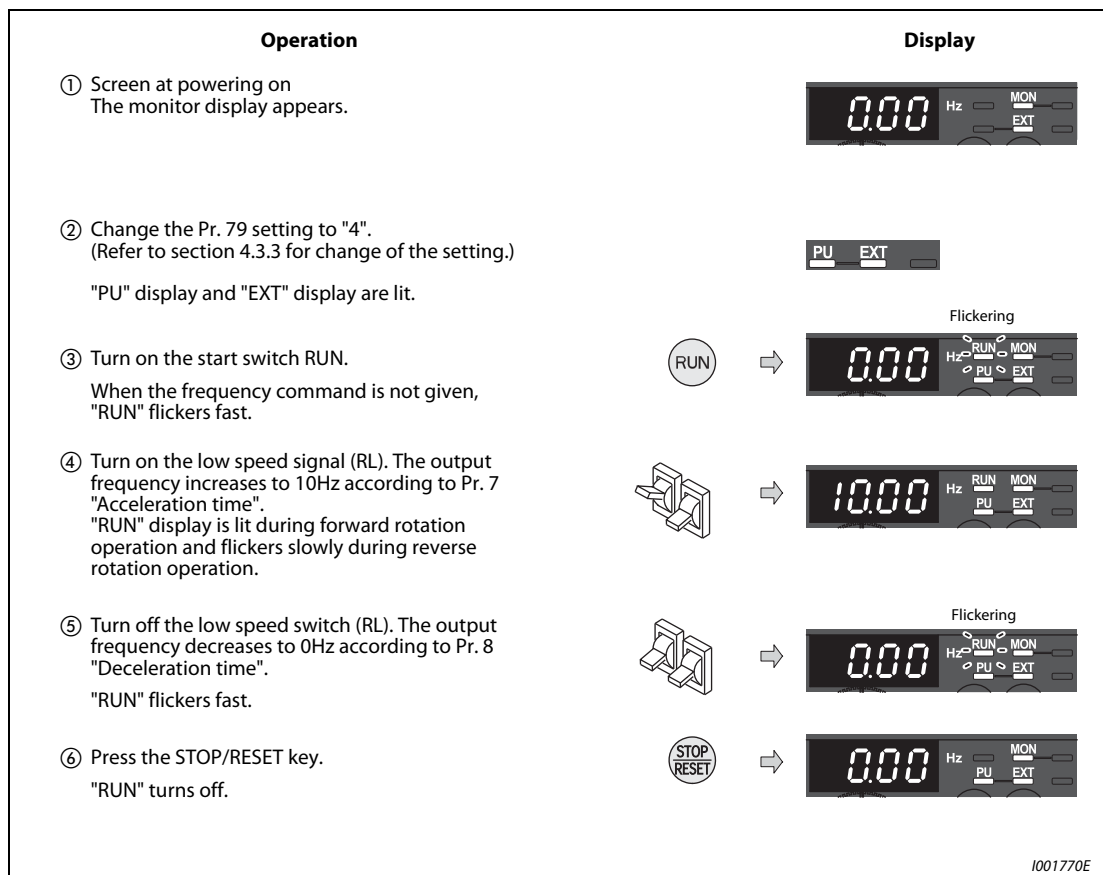 Operation
Display
① Screen at powering on
The monitor display appears.
0.00 Hz MON
EXT
② Change the Pr. 79 setting to "4".
(Refer to section 4.3.3 for change of the setting.)
PU EXT
"PU" display and "EXT" display are lit.
Flickering
③ Turn on the start switch RUN.
RUN
0.00 Hz RUN MON
PU EXT
When the frequency command is not given,
"RUN" flickers fast.
④ Turn on the low speed signal (RL). The output
frequency increases to 10Hz according to Pr. 7
"Acceleration time".
"RUN" display is lit during forward rotation
operation and flickers slowly during reverse
rotation operation.
10.00 Hz RUN MON
PU EXT
⑤ Turn off the low speed switch (RL). The output
frequency decreases to 0Hz according to Pr. 8
"Deceleration time".
"RUN" flickers fast.
Flickering
0.00 Hz RUN MON
PU EXT
⑥ Press the STOP/RESET key.
"RUN" turns off.
STOP
RESET
0.00 Hz MON
PU EXT
I001770E